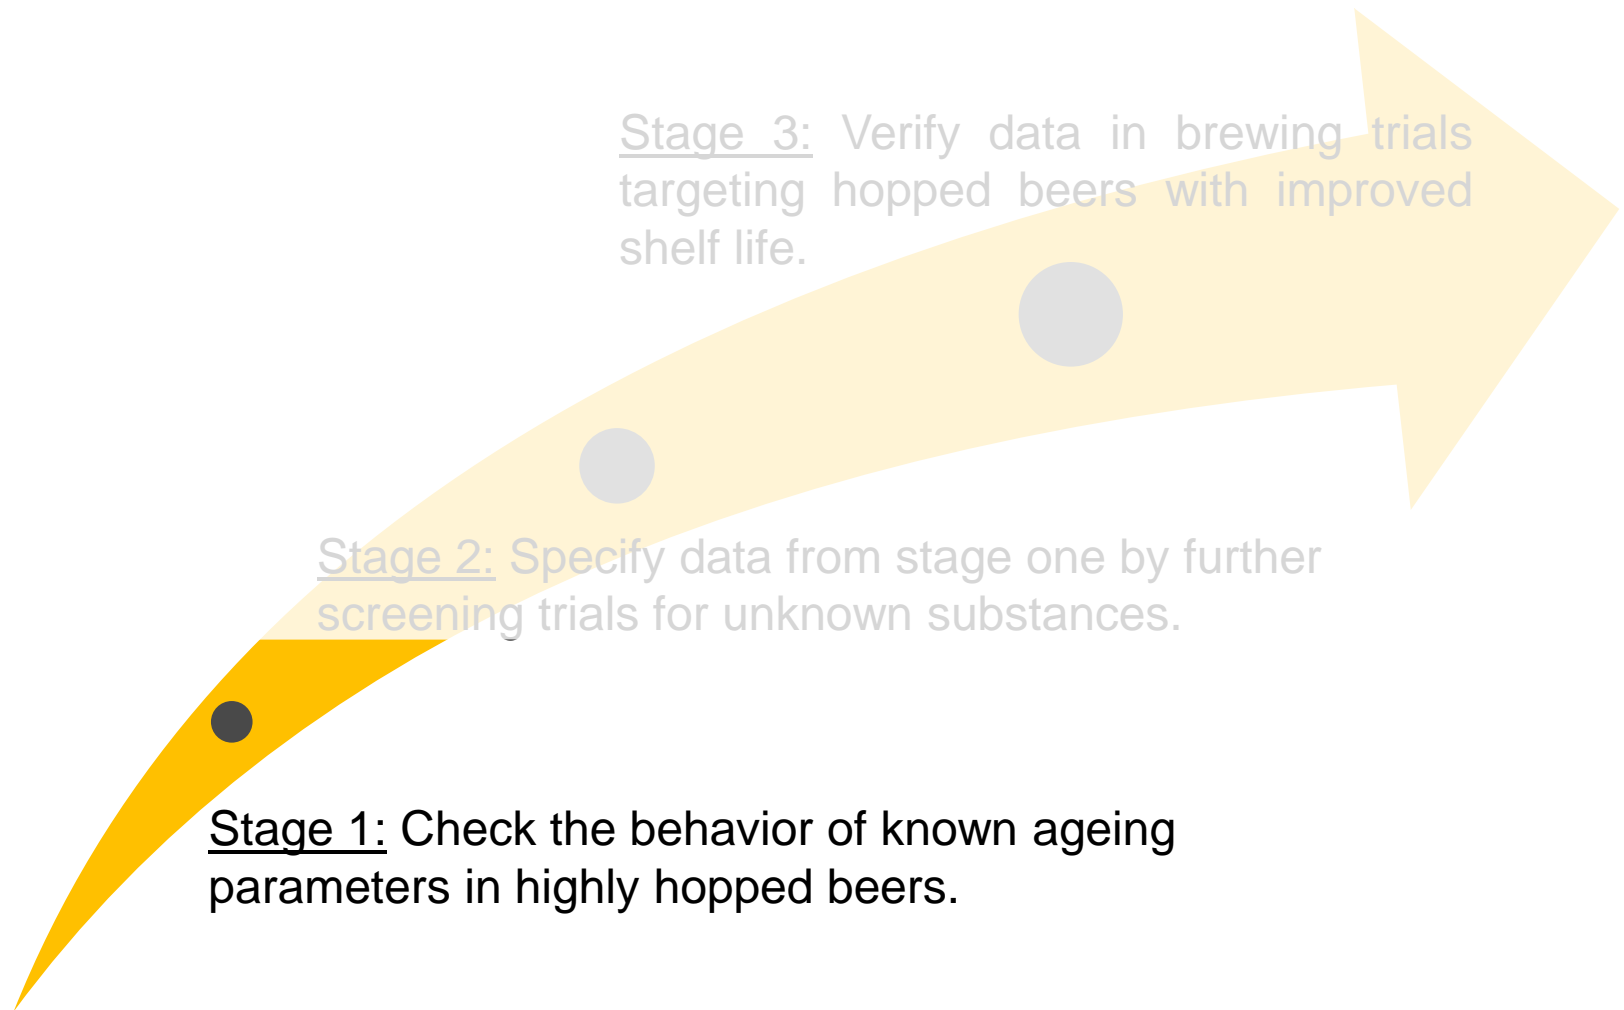 Stage 3: Verify data in brewing trials
targeting hopped beers with improved
shelf life.
Stage 2: Specify data from stage one by further
screening trials for unknown substances.
Stage 1: Check the behavior of known ageing
parameters in highly hopped beers.